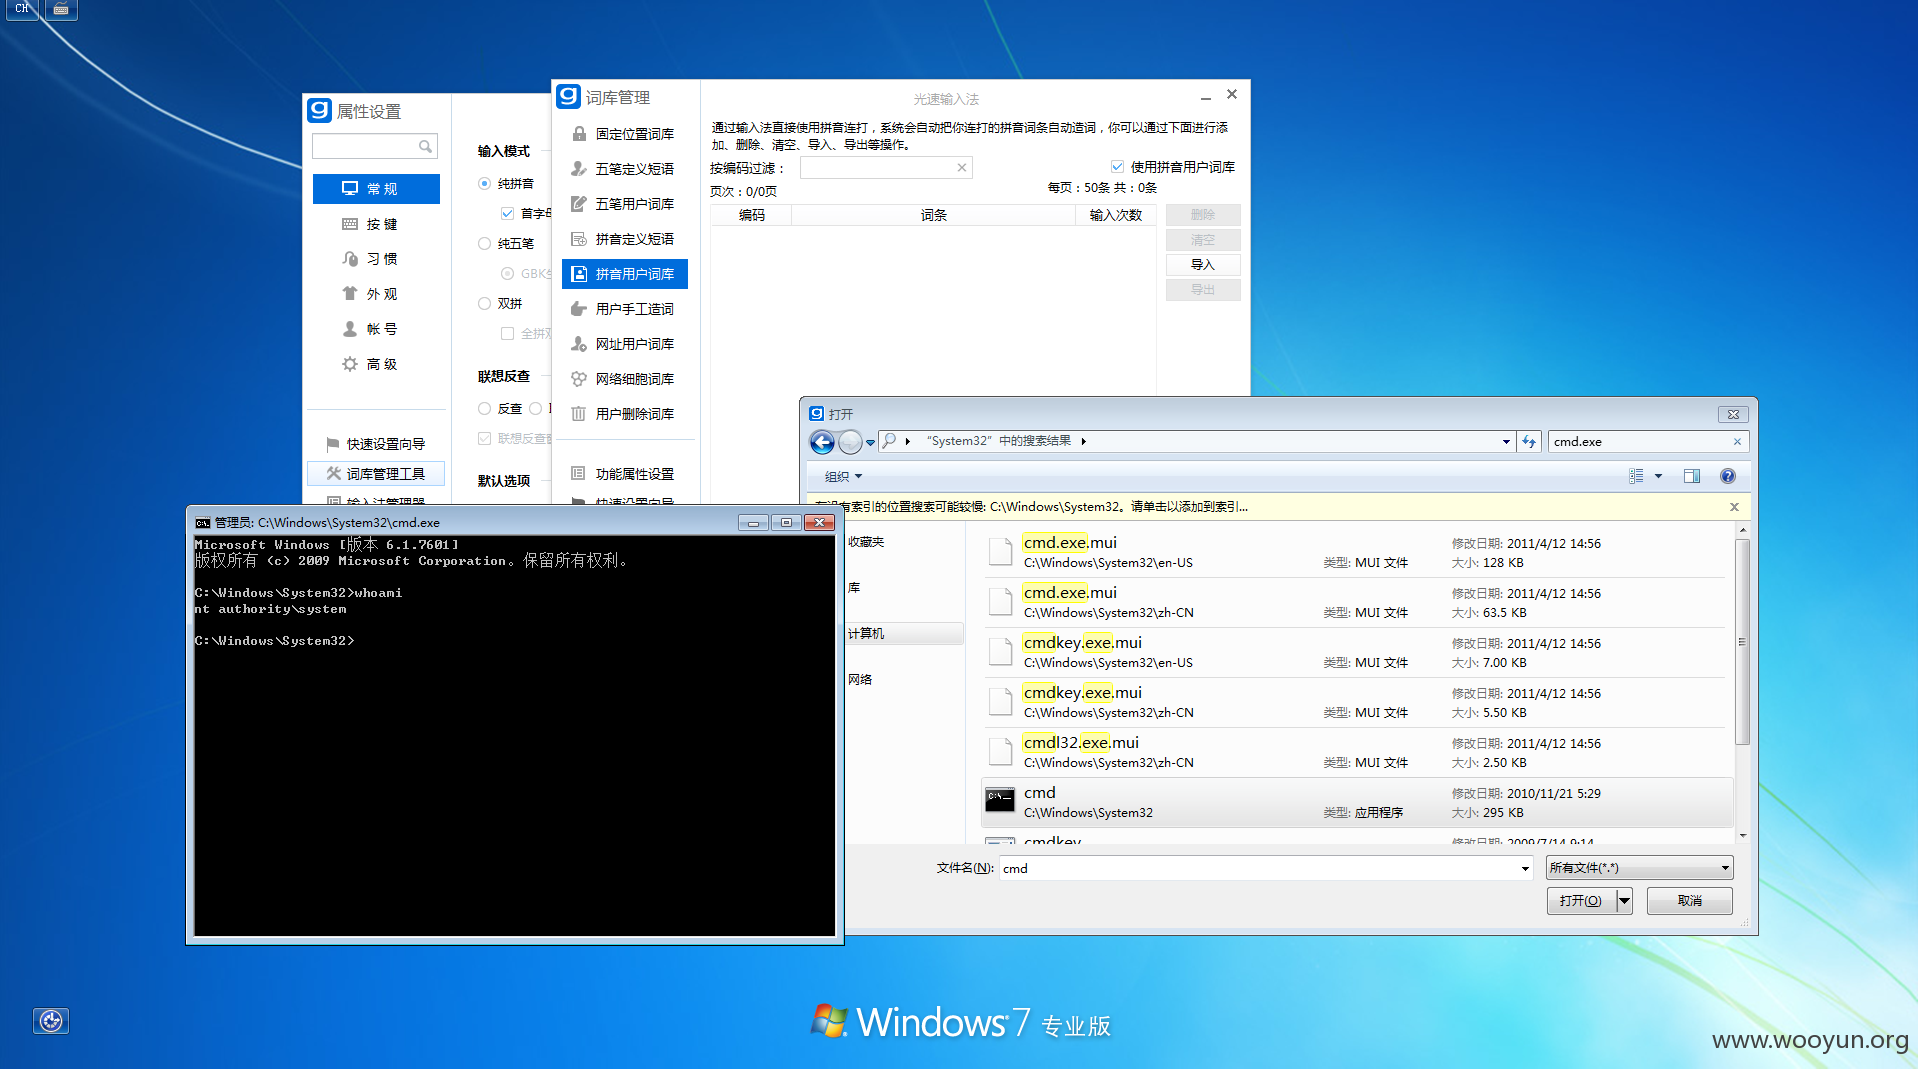 CH
属性设置
常 规
按 键
习 惯
外 观
帐 号
高 级
快速设置向导
词库管理工具
输入法管理器
输入模式
纯拼音
首字母
纯五笔
双拼
联想反查
反查
默认选项
词库管理
固定位置词库
五笔定义短语
五笔用户词库
拼音定义短语
拼音用户词库
用户手工造词
网址用户词库
网络细胞词库
用户删除词库
功能属性设置
快速设置向导
光速输入法
通过输入法直接使用拼音连打，系统会自动把你连打的拼音词条自动造词，你可以通过下面进行添
加、删除、清空、导入、导出等操作。
按编码过滤：
使用拼音用户词库
页次：0/0页
每页：50条 共：0条
编码 词条 输入次数
删除
清空
导入
导出
打开
“System32” 中的搜索结果
cmd.exe
组织
在没有索引的位置搜索可能较慢: C:\Windows\System32。请单击以添加到索引...
收藏夹
库
计算机
网络
cmd.exe.mui
修改日期: 2011/4/12 14:56
C:\Windows\System32\en-US
类型: MUI 文件
大小: 128 KB
cmd.exe.mui
修改日期: 2011/4/12 14:56
C:\Windows\System32\zh-CN
类型: MUI 文件
大小: 63.5 KB
cmdkey.exe.mui
修改日期: 2011/4/12 14:56
C:\Windows\System32\en-US
类型: MUI 文件
大小: 7.00 KB
cmdkey.exe.mui
修改日期: 2011/4/12 14:56
C:\Windows\System32\zh-CN
类型: MUI 文件
大小: 5.50 KB
cmdl32.exe.mui
修改日期: 2011/4/12 14:56
C:\Windows\System32\zh-CN
类型: MUI 文件
大小: 2.50 KB
cmd
修改日期: 2010/11/21 5:29
C:\Windows\System32
类型: 应用程序
大小: 295 KB
cmdkey
修改日期: 2009/7/14 9:14
文件名(N): cmd
所有文件(*.*)
打开(O)
取消
管理员: C:\Windows\System32\cmd.exe
Microsoft Windows [版本 6.1.7601]
版权所有 (c) 2009 Microsoft Corporation。保留所有权利。
C:\Windows\System32>whoami
nt authority\system
C:\Windows\System32>
Windows 7 专业版
www.wooyun.org